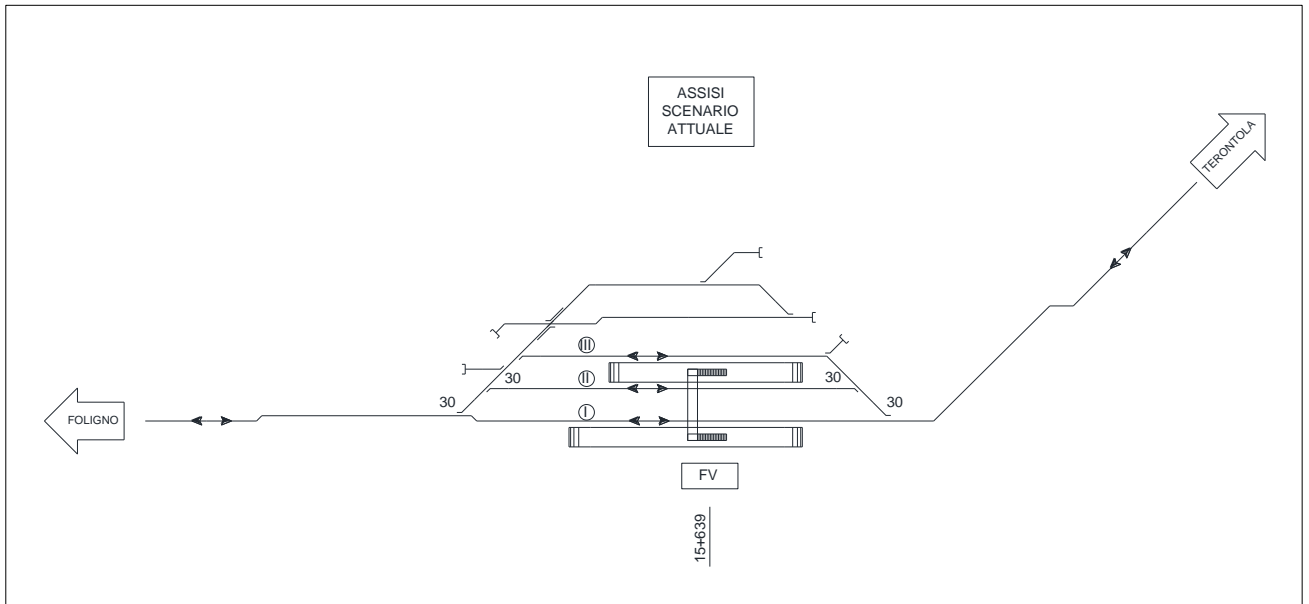 ASSISI
SCENARIO
ATTUALE
TERONTOLA
III
30
II
30
30
I
30
FOLIGNO
FV
15+639